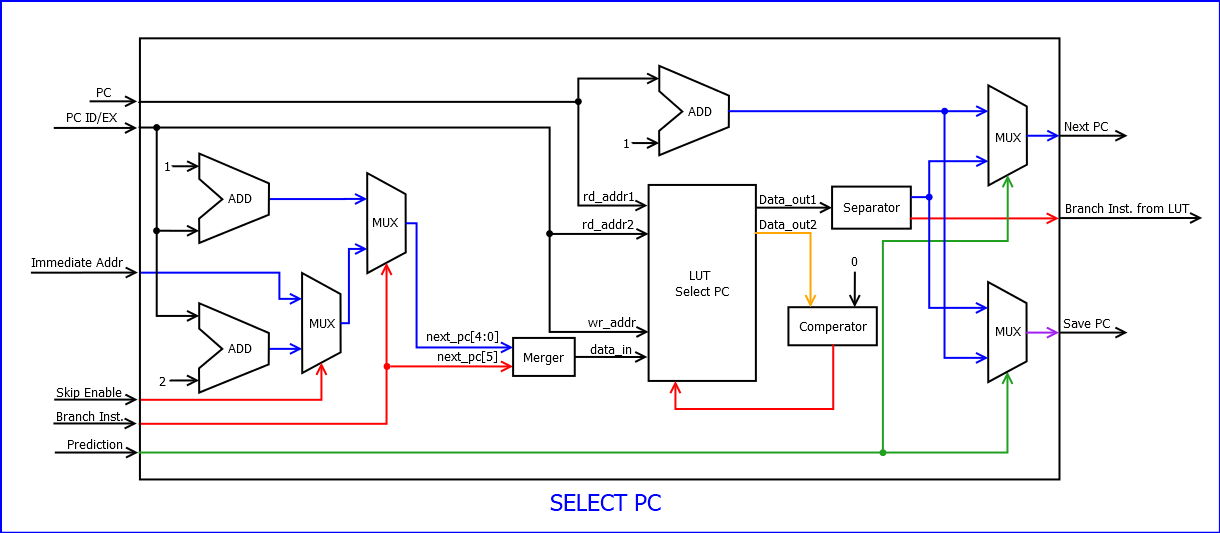 PC
PC ID/EX
1
ADD
Immediate Addr
MUX
MUX
ADD
2
Skip Enable
Branch Inst.
Prediction
next_pc[4:0]
next_pc[5]
Merger
ADD
1
rd_addr1
rd_addr2
wr_addr
data_in
LUT
Select PC
Data_out1
Data_out2
Separator
0
Comperator
MUX
Next PC
Branch Inst. from LUT
MUX
Save PC
SELECT PC